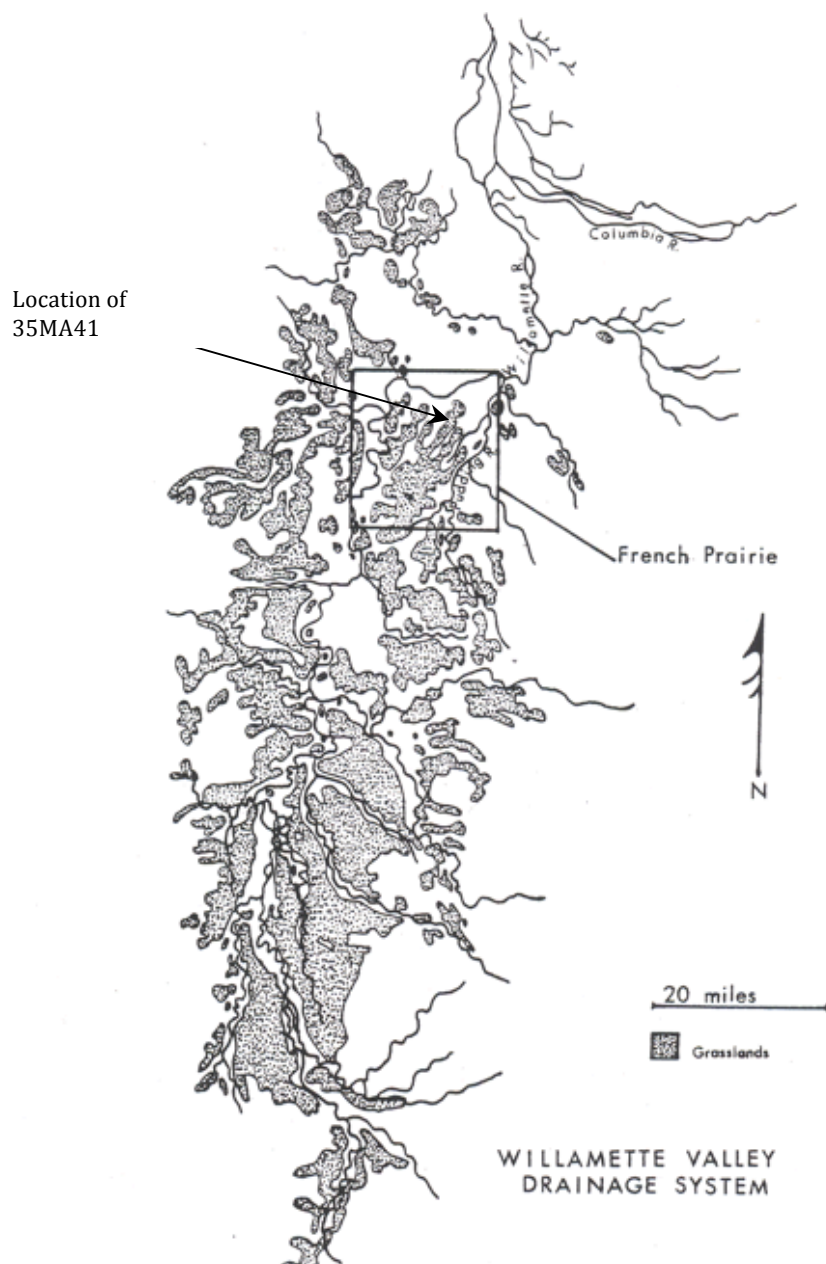 Columbia R.
Willamette R.
Location of
35MA41
French Prairie
N
20 miles
Grasslands
WILLAMETTE VALLEY
DRAINAGE SYSTEM